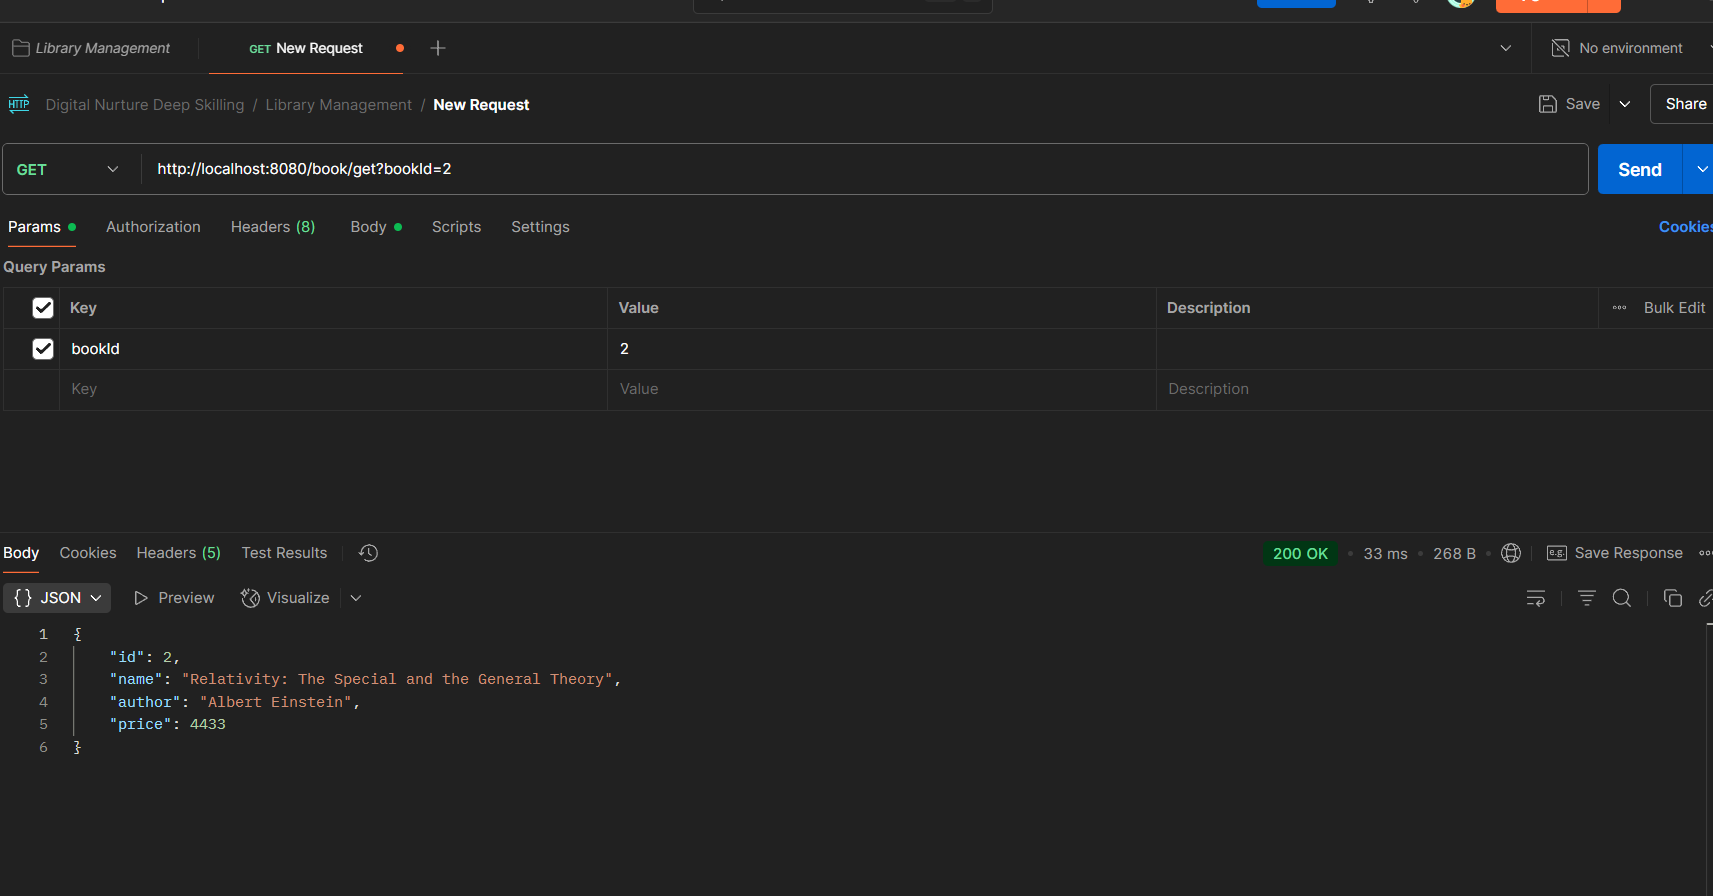 Library Management
GET New Request
No environment
HTTP Digital Nurture Deep Skilling / Library Management / New Request
Save
Share
GET
http://localhost:8080/book/get?bookId=2
Send
Params
Authorization
Headers (8)
Body
Scripts
Settings
Cookies
Query Params
Key
Value
Description
Bulk Edit
bookId
2
Key
Value
Description
Body
Cookies
Headers (5)
Test Results
200 OK
33 ms
268 B
e.g.
Save Response
{} JSON
Preview
Visualize
1 {
2 "id": 2,
3 "name": "Relativity: The Special and the General Theory",
4 "author": "Albert Einstein",
5 "price": 4433
6 }